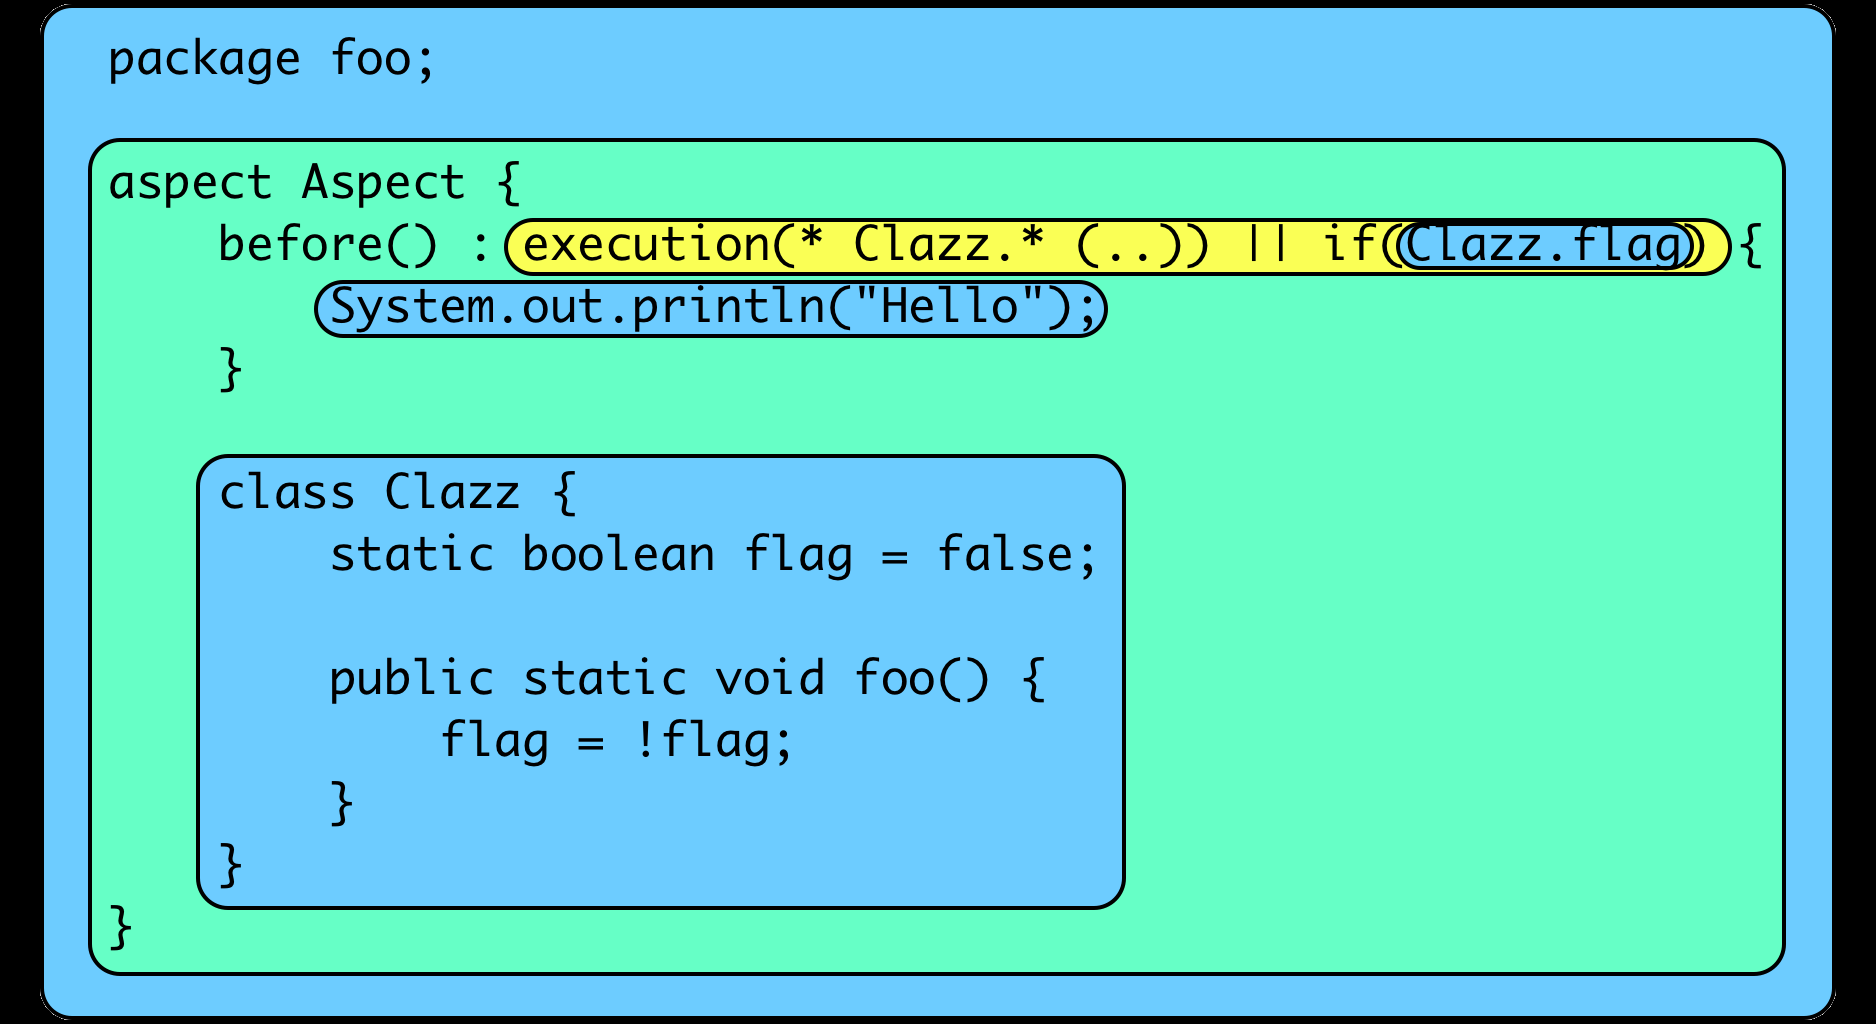 package foo;
aspect Aspect {
before() : execution(* Clazz.* (..)) || if(Clazz.flag) {
System.out.println("Hello");
}
class Clazz {
static boolean flag = false;
public static void foo() {
flag = !flag;
}
}
}